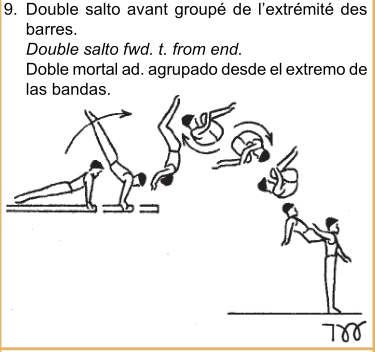 9. Double salto avant groupé de l'extrémité des
barres.
Double salto fwd. t. from end.
Doble mortal ad. agrupado desde el extremo de
las bandas.